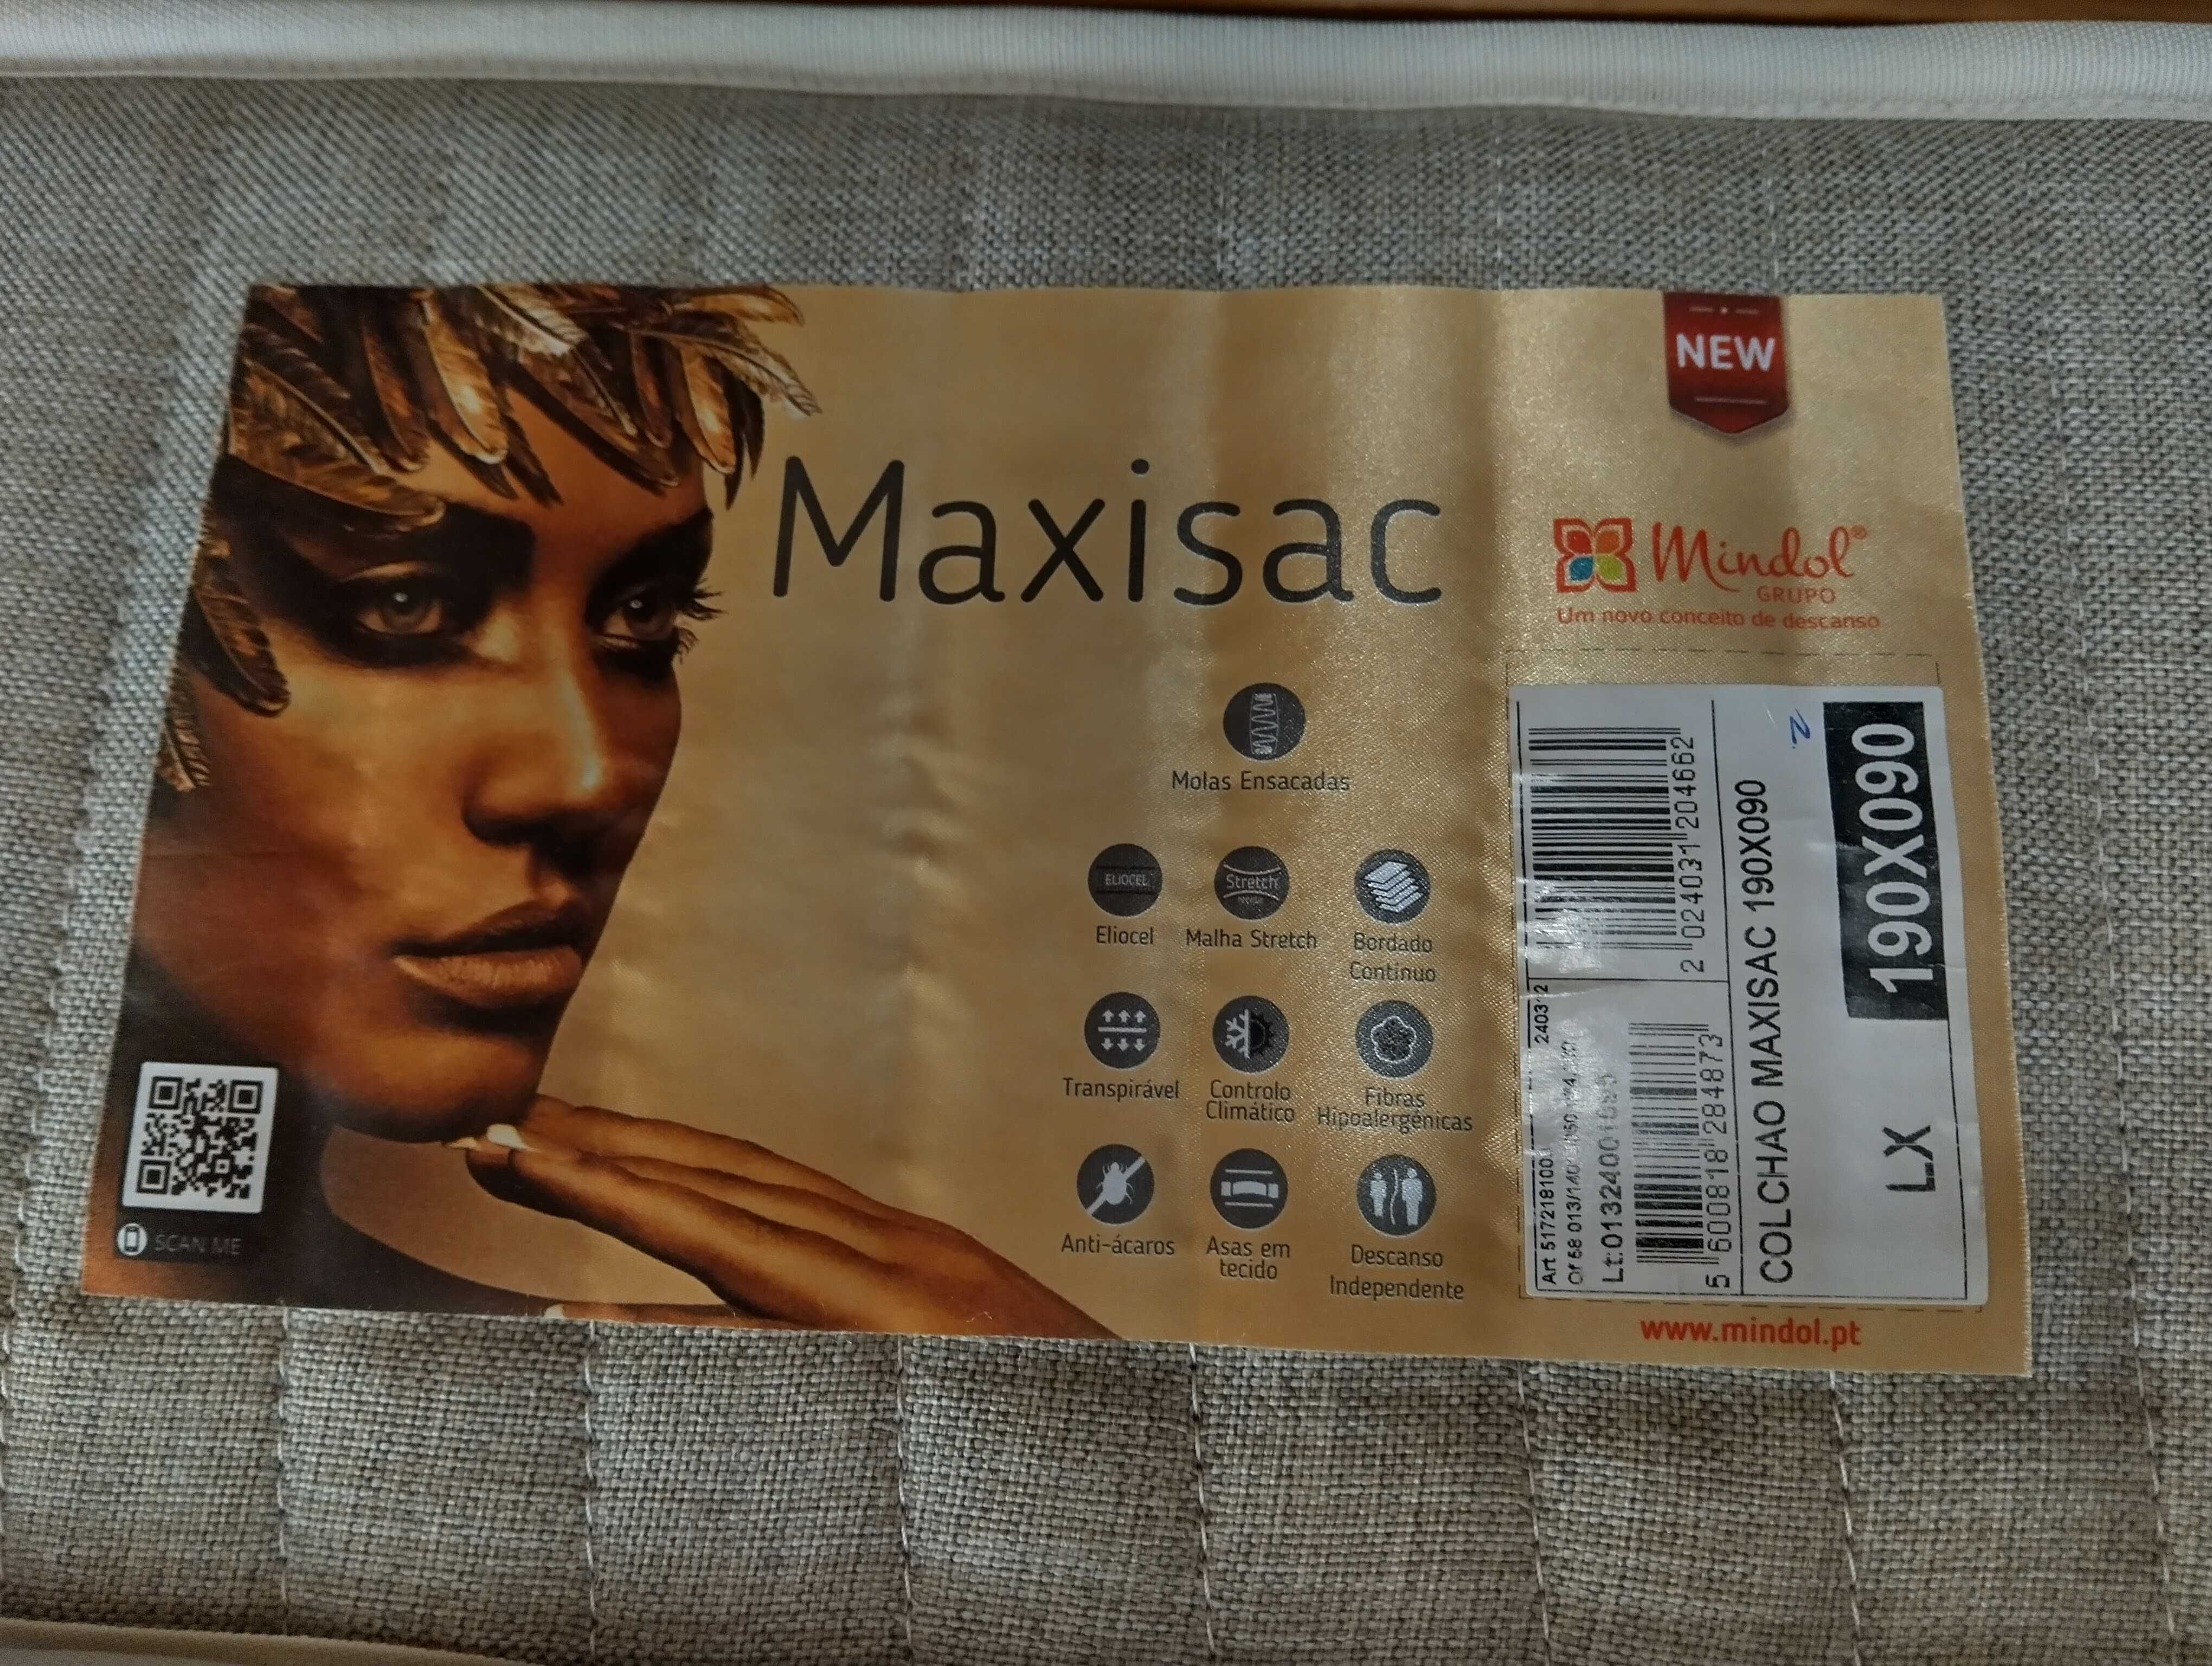 NEW
Maxisac
Mindol®
GRUPO
Um novo conceito de descanso
Molas Ensacadas
ELIOCEL
Stretch
Eliocel
Malha Stretch
Bordado
Contínuo
Transpirável
Controlo
Climático
Fibras
Hipoalergénicas
Anti-ácaros
Asas em
tecido
Descanso
Independente
SCAN ME
2 024031 204662
240312
Lt:
5 600818 284873
COLCHAO MAXISAC 190X090
2.
190X090
LX
www.mindol.pt